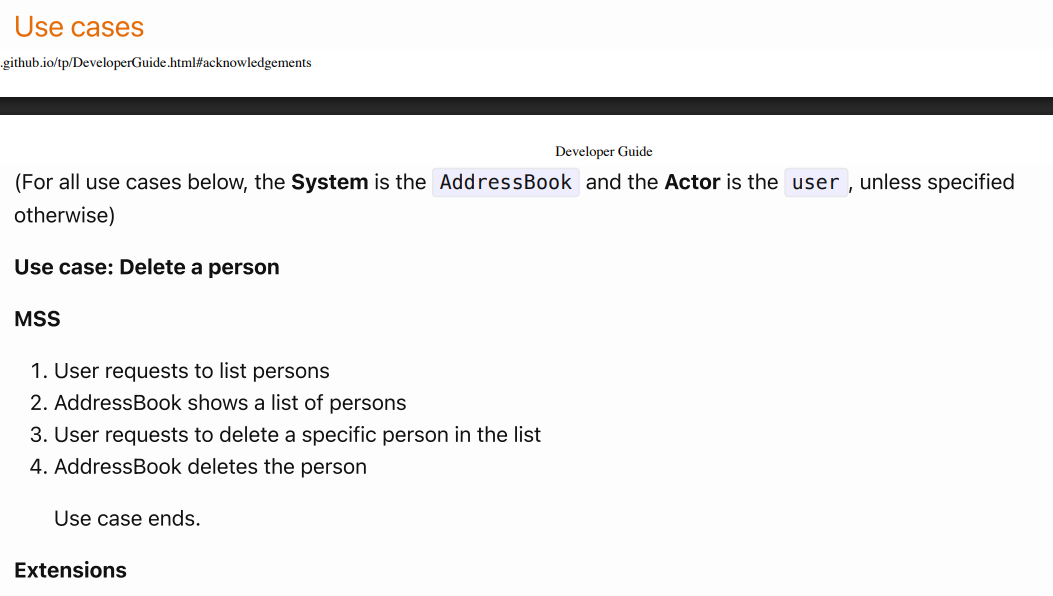 Use cases
.github.io/tp/DeveloperGuide.html#acknowledgements
Developer Guide
(For all use cases below, the System is the AddressBook and the Actor is the user , unless specified
otherwise)
Use case: Delete a person
MSS
1. User requests to list persons
2. AddressBook shows a list of persons
3. User requests to delete a specific person in the list
4. AddressBook deletes the person
Use case ends.
Extensions